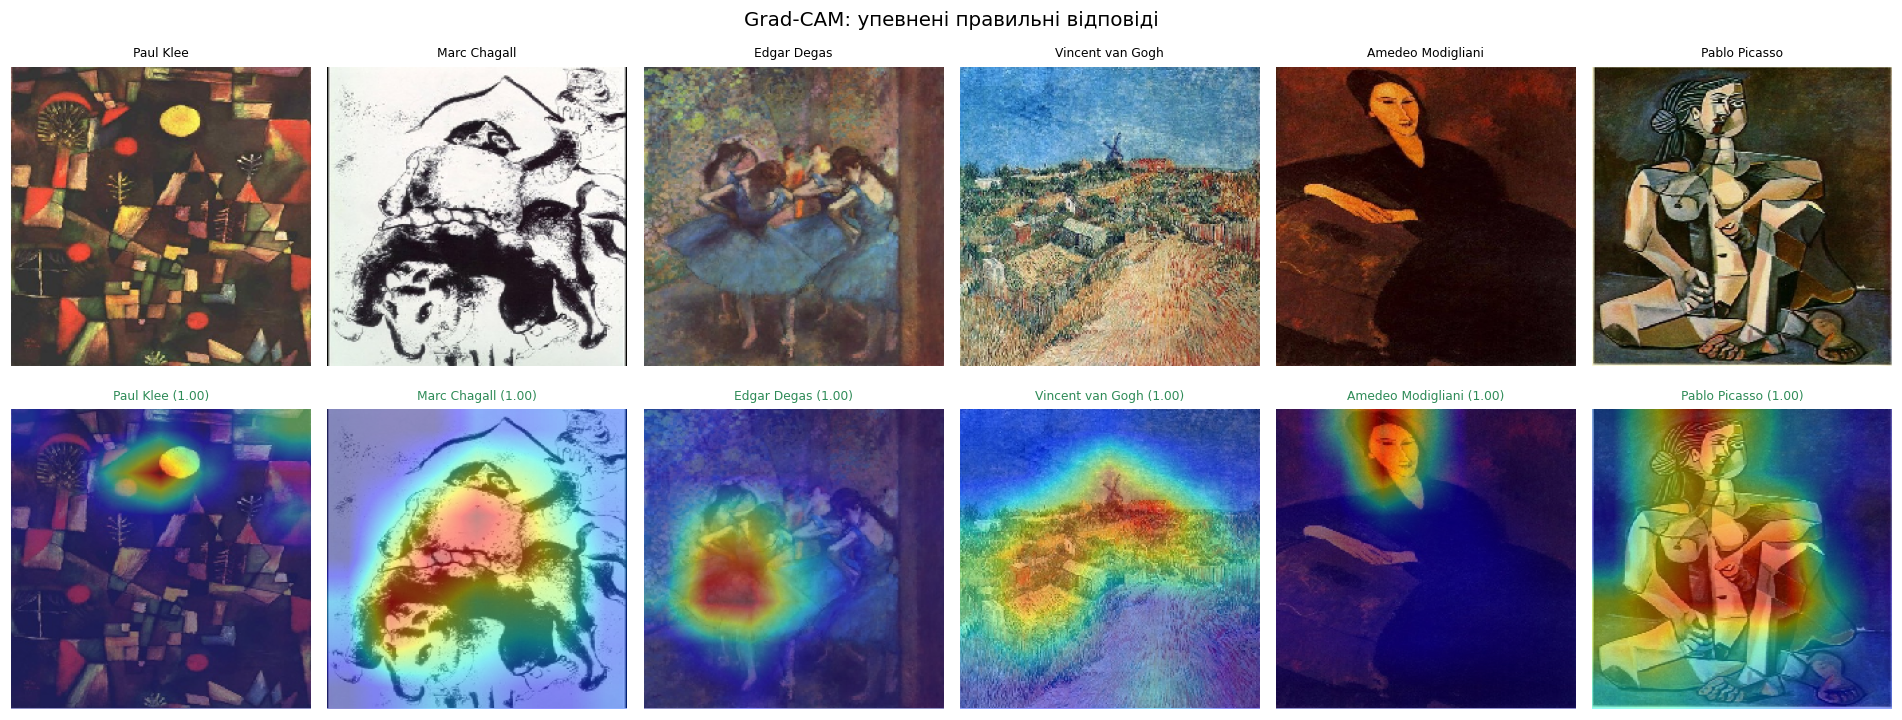 Grad-CAM: упевнені правильні відповіді
Paul Klee
Marc Chagall
Edgar Degas
Vincent van Gogh
Amedeo Modigliani
Pablo Picasso
Paul Klee (1.00)
Marc Chagall (1.00)
Edgar Degas (1.00)
Vincent van Gogh (1.00)
Amedeo Modigliani (1.00)
Pablo Picasso (1.00)